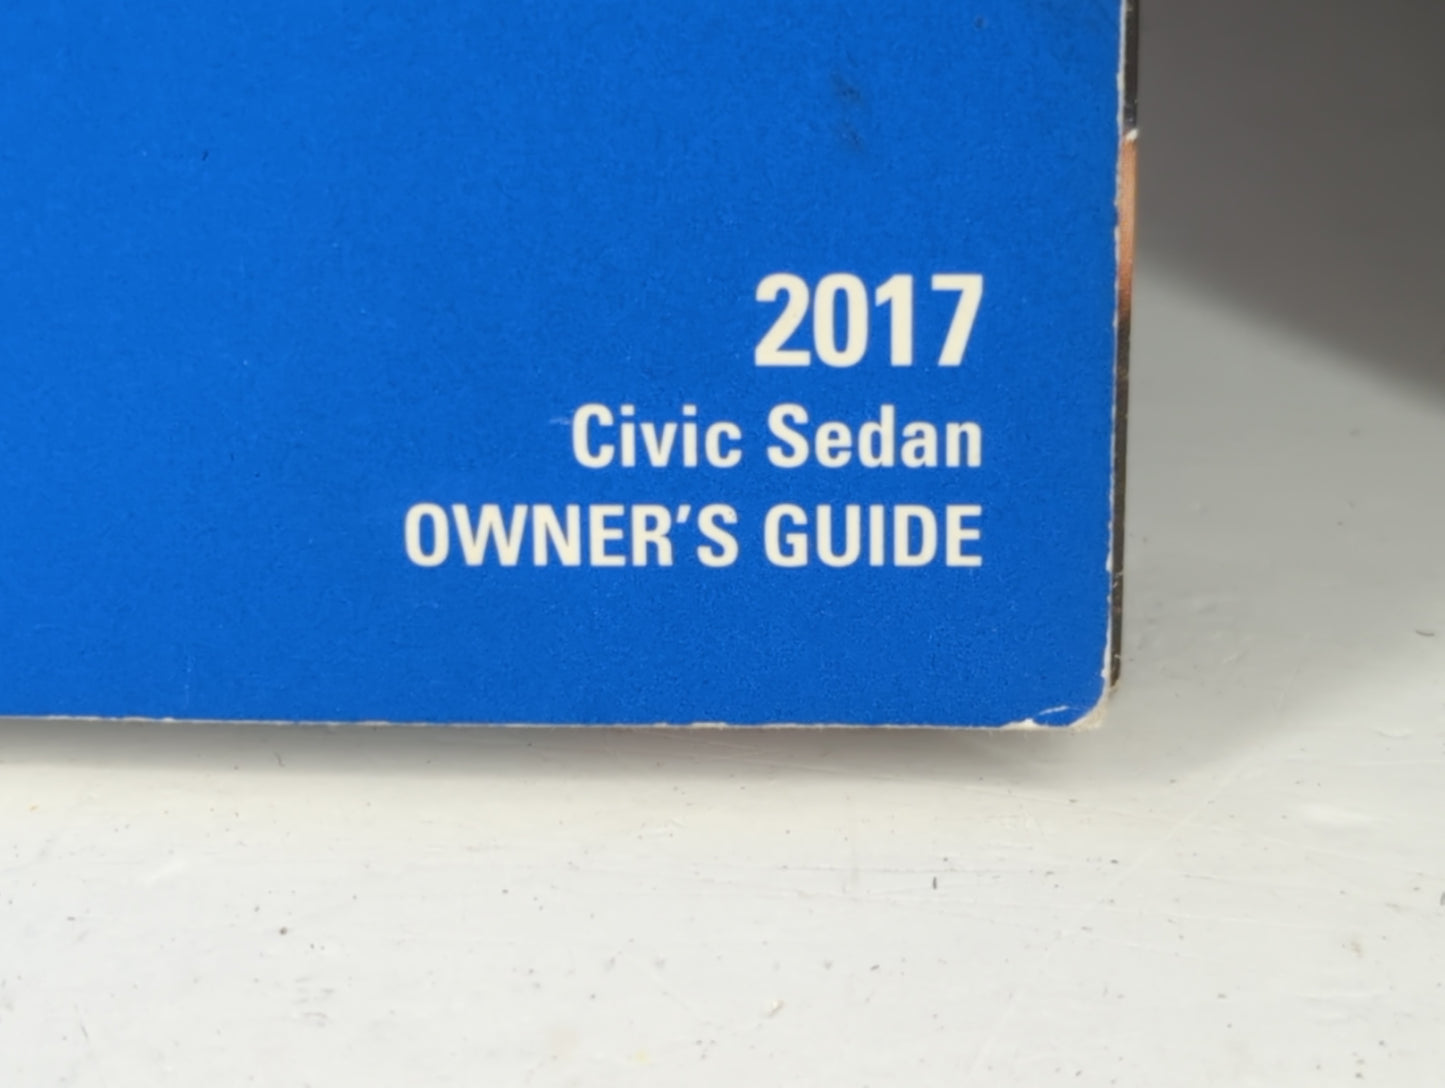 2017
Civic Sedan
OWNER'S GUIDE